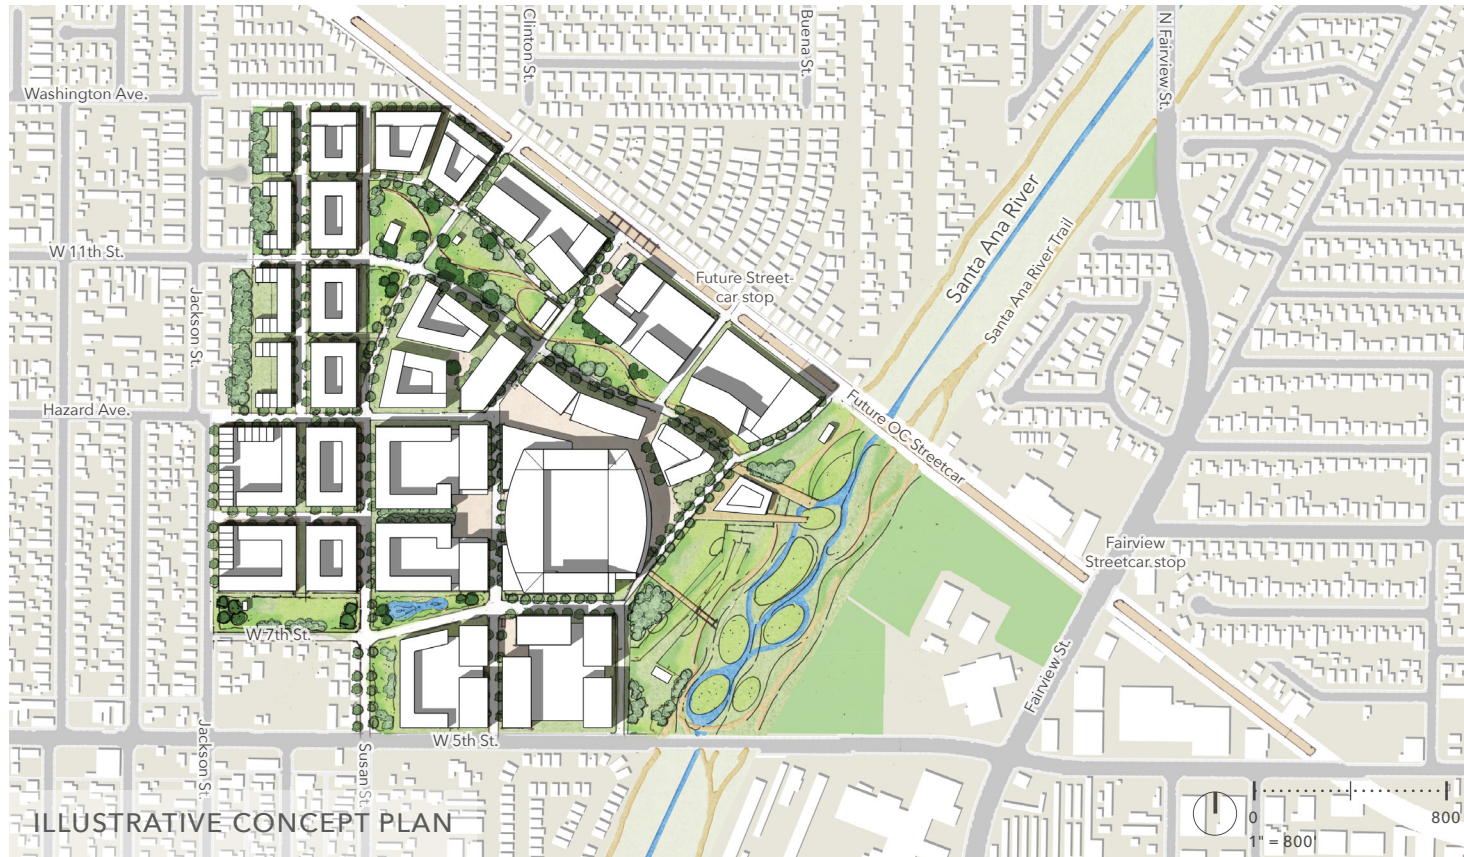 Clinton St.
Buena St.
N Fairview St.
Washington Ave.
Santa Ana River
Santa Ana River Trail
W 11th St.
Future Street-
car stop
Jackson St.
Hazard Ave.
Future OC Streetcar
Fairview
Streetcar stop
W 7th St.
Fairview St.
Jackson St.
Susan St.
W 5th St.
ILLUSTRATIVE CONCEPT PLAN
0
800
1" = 800'